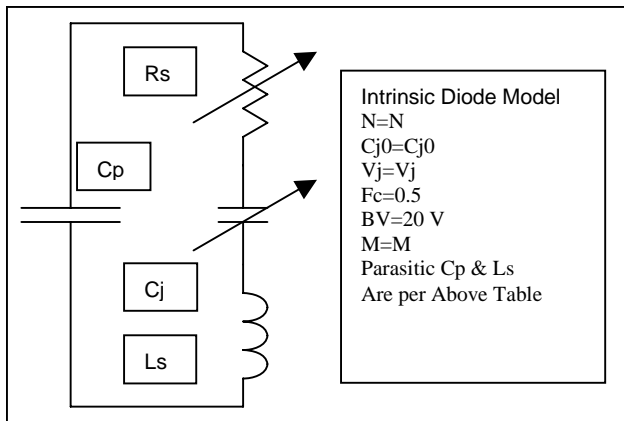 Rs
Cp
Cj
Ls
Intrinsic Diode Model
N=N
Cj0=Cj0
Vj=Vj
Fc=0.5
BV=20 V
M=M
Parasitic Cp & Ls
Are per Above Table